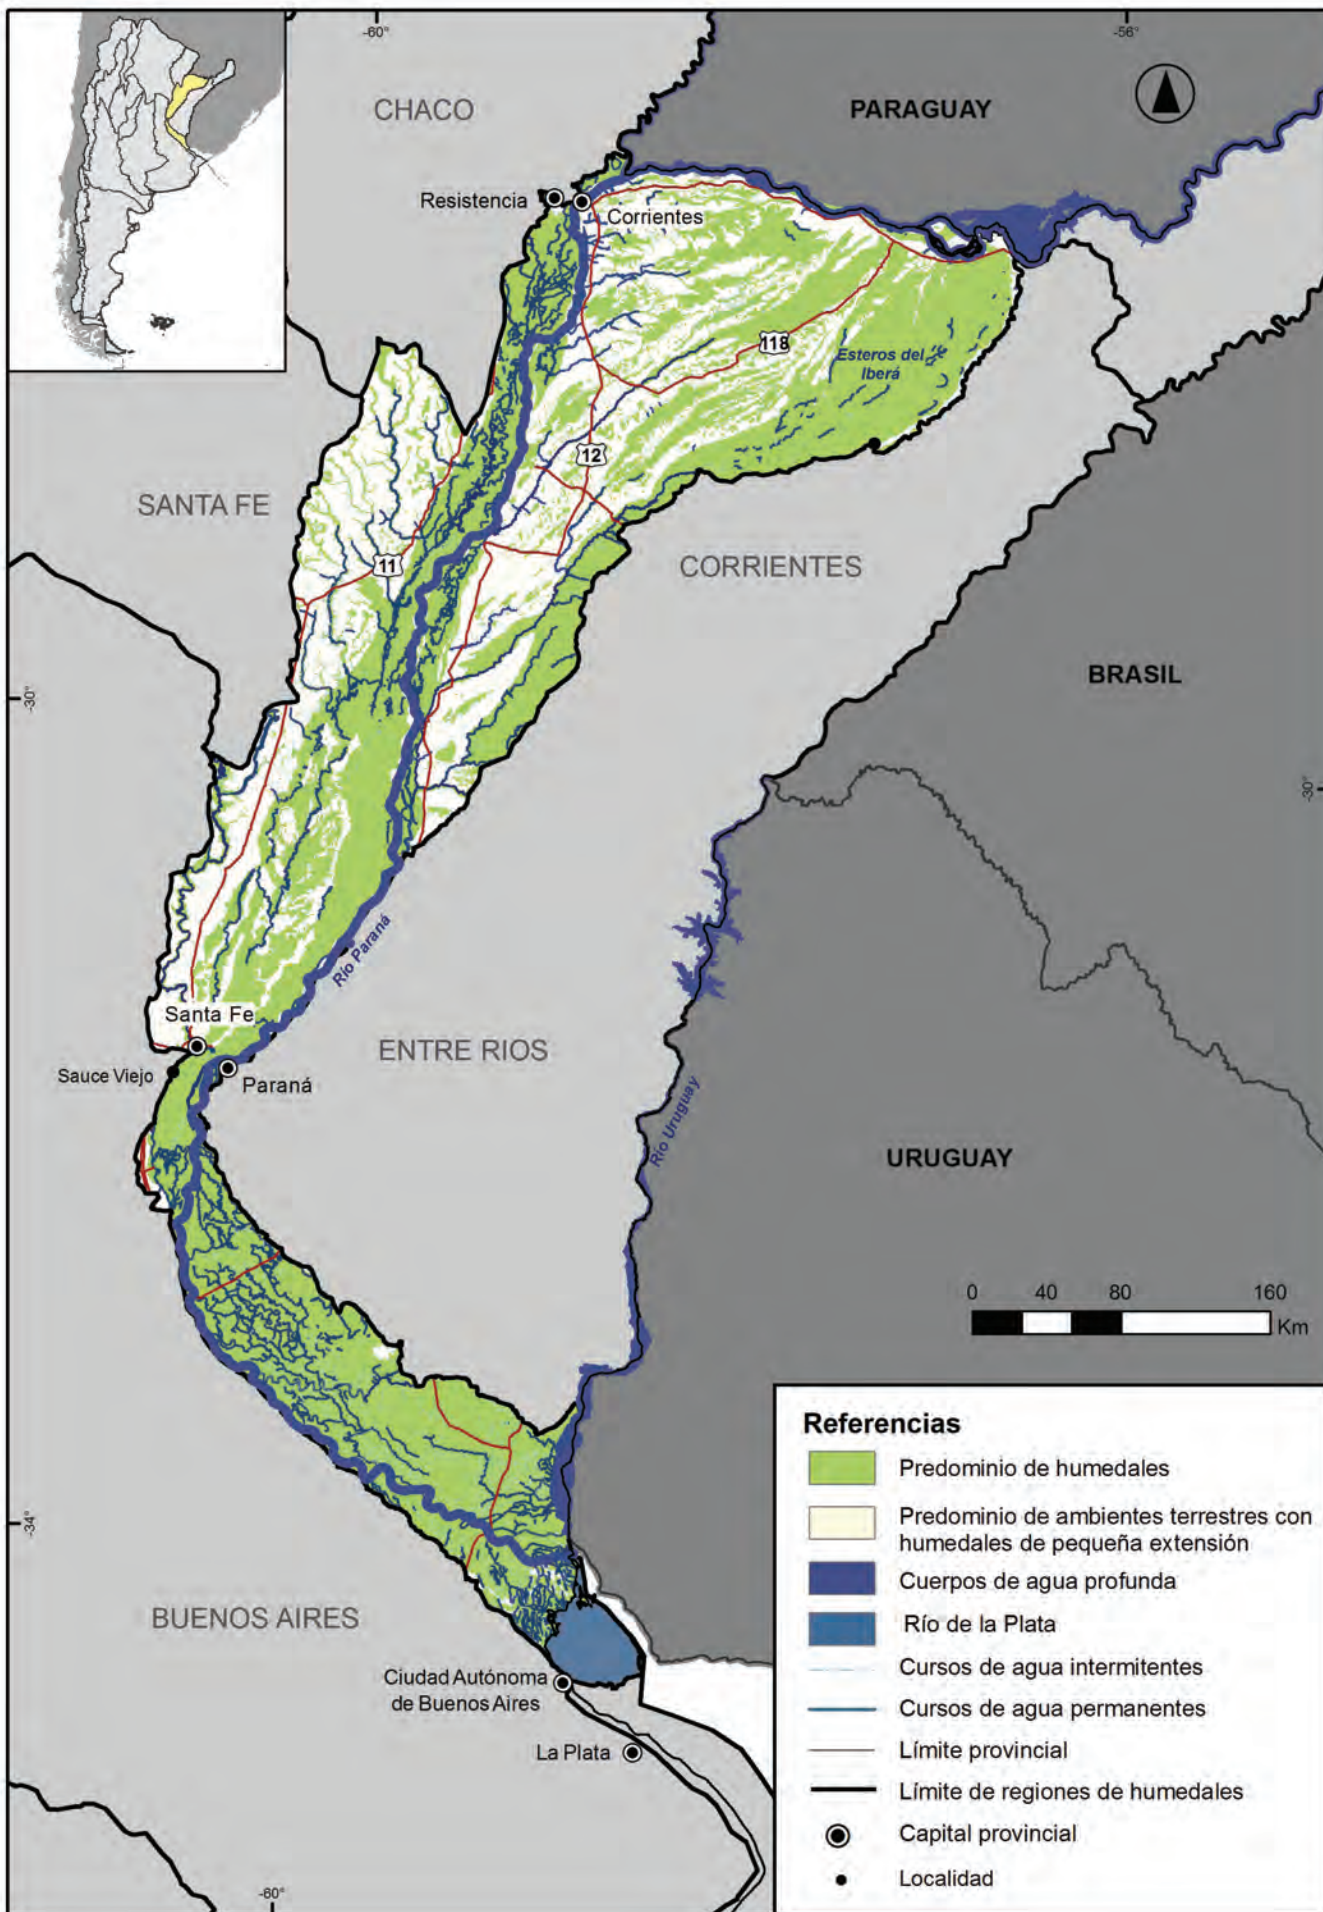 -60°
-56°
CHACO
PARAGUAY
Resistencia
Corrientes
118
Esteros del
Iberá
12
SANTA FE
11
CORRIENTES
BRASIL
-30°
-30°
Río Paraná
Santa Fe
ENTRE RIOS
Sauce Viejo
Paraná
Río Uruguay
URUGUAY
0 40 80 160
Km
Referencias
Predominio de humedales
Predominio de ambientes terrestres con
humedales de pequeña extensión
Cuerpos de agua profunda
Río de la Plata
Cursos de agua intermitentes
Cursos de agua permanentes
Límite provincial
Límite de regiones de humedales
Capital provincial
Localidad
-34°
BUENOS AIRES
Ciudad Autónoma
de Buenos Aires
La Plata
-60°